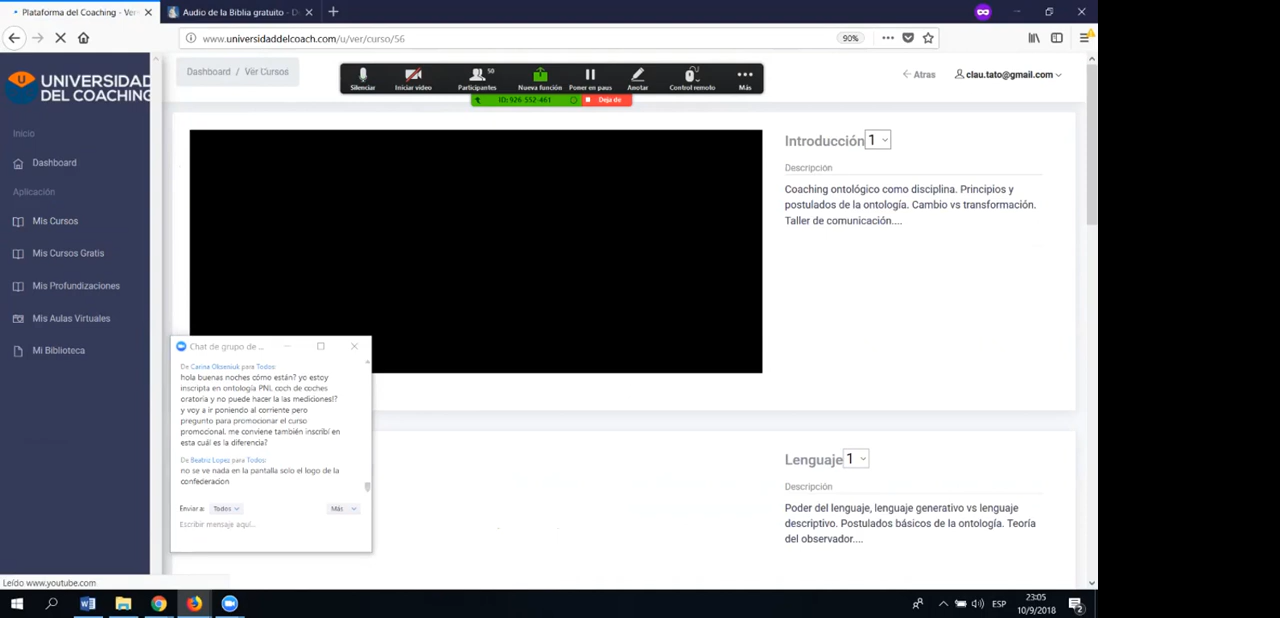 Plataforma del Coaching - Ver
Audio de la Biblia gratuito - D
www.universidaddelcoach.com/u/ver/curso/56
90%
UNIVERSIDAD
DEL COACHING
Dashboard / Ver Cursos
Silenciar
Iniciar video
Participantes
50
Nueva función
Poner en paus
Anotar
Control remoto
Más
ID: 926-552-461
Deja de
Atras
clau.tato@gmail.com
Inicio
Dashboard
Aplicación
Mis Cursos
Mis Cursos Gratis
Mis Profundizaciones
Mis Aulas Virtuales
Mi Biblioteca
Introducción 1
Descripción
Coaching ontológico como disciplina. Principios y
postulados de la ontología. Cambio vs transformación.
Taller de comunicación....
Chat de grupo de ...
De Carina Olkseniuk para Todos:
hola buenas noches cómo están? yo estoy
inscripta en ontología PNL coch de coches
oratoria y no puede hacer la las mediciones!?
y voy a ir poniendo al corriente pero
pregunto para promocionar el curso
promocional. me conviene también inscribí en
esta cuál es la diferencia?
De Beatriz Lopez para Todos:
no se ve nada en la pantalla solo el logo de la
confederacion
Enviar a: Todos
Más
Escribir mensaje aquí...
Lenguaje 1
Descripción
Poder del lenguaje, lenguaje generativo vs lenguaje
descriptivo. Postulados básicos de la ontología. Teoría
del observador....
Leído www.youtube.com
ESP
23:05
10/9/2018
2